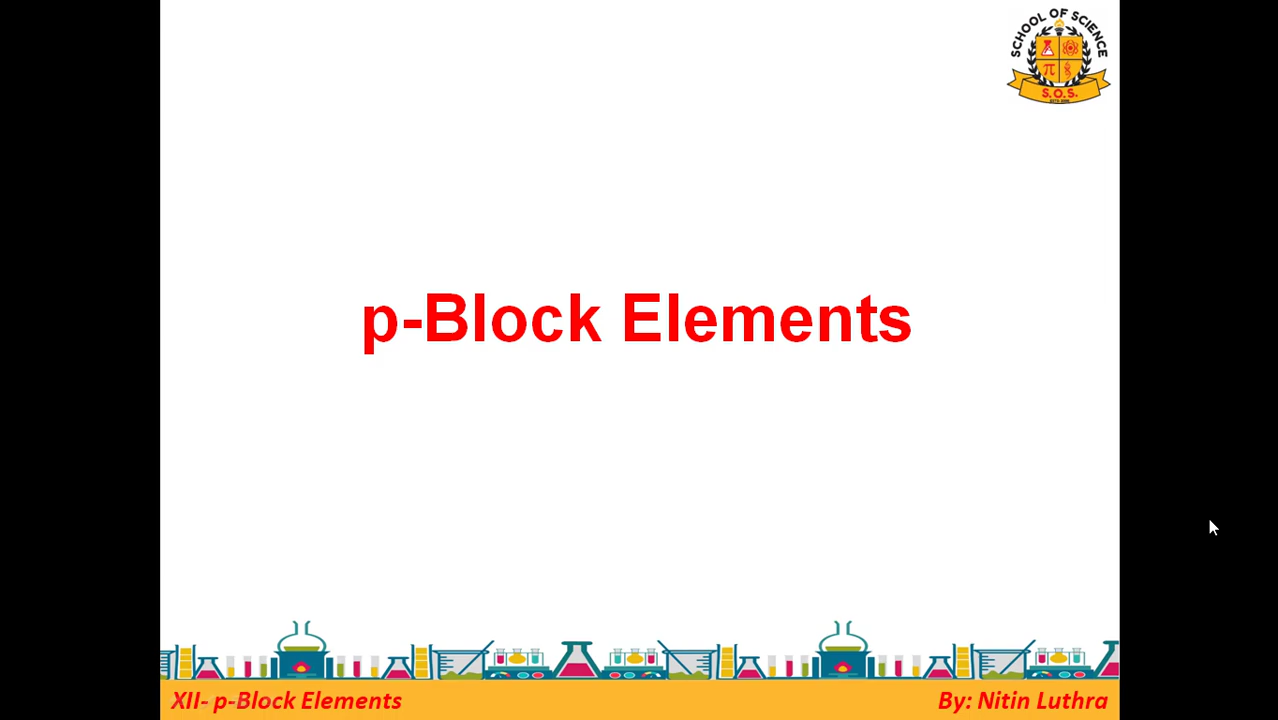 SCHOOL OF SCIENCE
π
S.O.S.
p-Block Elements
XII- p-Block Elements
By: Nitin Luthra